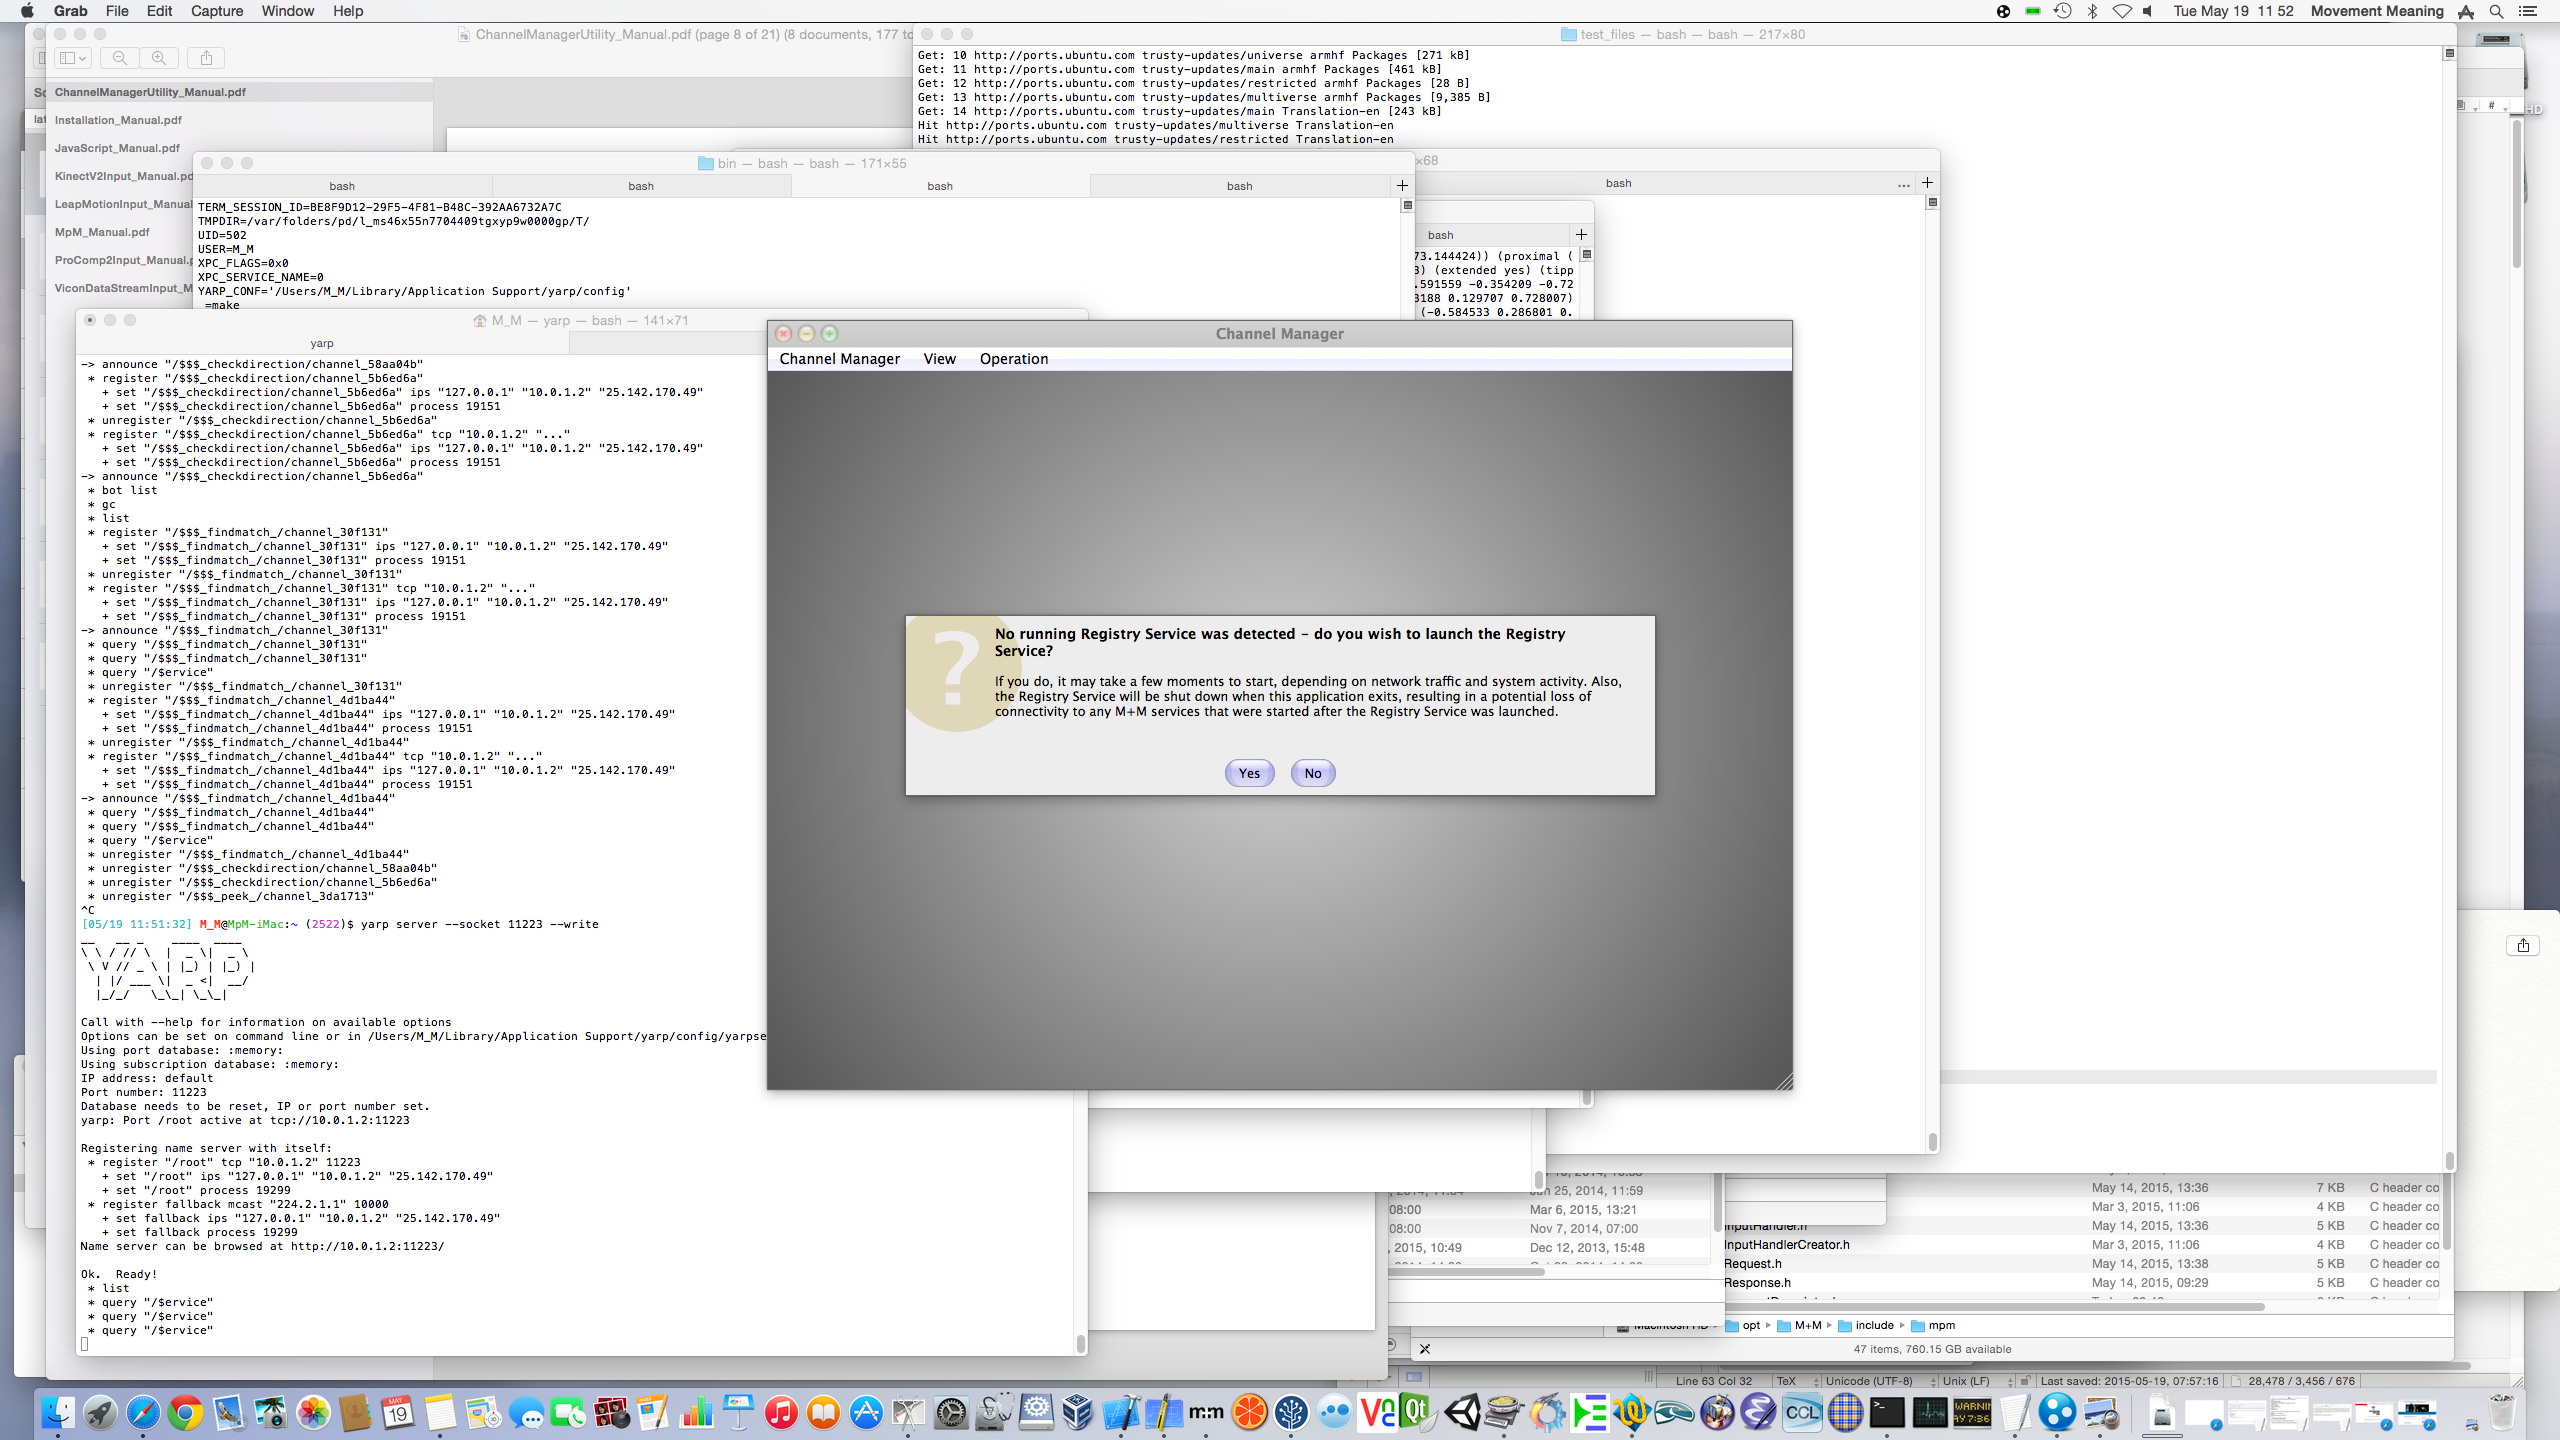 Grab File Edit Capture Window Help
Tue May 19 11 52 Movement Meaning
ChannelManagerUtility_Manual.pdf (page 8 of 21) (8 documents, 177 to
ChannelManagerUtility_Manual.pdf
Installation_Manual.pdf
JavaScript_Manual.pdf
KinectV2Input_Manual.pd
LeapMotionInput_Manual
MpM_Manual.pdf
ProComp2Input_Manual.p
ViconDataStreamInput_M
test_files — bash — bash — 217×80
Get: 10 http://ports.ubuntu.com trusty-updates/universe armhf Packages [271 kB]
Get: 11 http://ports.ubuntu.com trusty-updates/main armhf Packages [461 kB]
Get: 12 http://ports.ubuntu.com trusty-updates/restricted armhf Packages [28 B]
Get: 13 http://ports.ubuntu.com trusty-updates/multiverse armhf Packages [9,385 B]
Get: 14 http://ports.ubuntu.com trusty-updates/main Translation-en [243 kB]
Hit http://ports.ubuntu.com trusty-updates/multiverse Translation-en
Hit http://ports.ubuntu.com trusty-updates/restricted Translation-en
bin — bash — bash — 171×55
bash bash bash bash
TERM_SESSION_ID=BE8F9D12-29F5-4F81-B48C-392AA6732A7C
TMPDIR=/var/folders/pd/l_ms46x55n7704409tgxyp9w0000gp/T/
UID=502
USER=M_M
XPC_FLAGS=0x0
XPC_SERVICE_NAME=0
YARP_CONF='/Users/M_M/Library/Application Support/yarp/config'
_=make
×68
bash
bash
73.144424)) (proximal (
3) (extended yes) (tipp
.591559 -0.354209 -0.72
3188 0.129707 0.728007)
(-0.584533 0.286801 0.
M_M — yarp — bash — 141×71
yarp
-> announce "/$$$_checkdirection/channel_58aa04b"
* register "/$$$_checkdirection/channel_5b6ed6a"
+ set "/$$$_checkdirection/channel_5b6ed6a" ips "127.0.0.1" "10.0.1.2" "25.142.170.49"
+ set "/$$$_checkdirection/channel_5b6ed6a" process 19151
* unregister "/$$$_checkdirection/channel_5b6ed6a"
* register "/$$$_checkdirection/channel_5b6ed6a" tcp "10.0.1.2" "..."
+ set "/$$$_checkdirection/channel_5b6ed6a" ips "127.0.0.1" "10.0.1.2" "25.142.170.49"
+ set "/$$$_checkdirection/channel_5b6ed6a" process 19151
-> announce "/$$$_checkdirection/channel_5b6ed6a"
* bot list
* gc
* list
* register "/$$$_findmatch_/channel_30f131"
+ set "/$$$_findmatch_/channel_30f131" ips "127.0.0.1" "10.0.1.2" "25.142.170.49"
+ set "/$$$_findmatch_/channel_30f131" process 19151
* unregister "/$$$_findmatch_/channel_30f131"
* register "/$$$_findmatch_/channel_30f131" tcp "10.0.1.2" "..."
+ set "/$$$_findmatch_/channel_30f131" ips "127.0.0.1" "10.0.1.2" "25.142.170.49"
+ set "/$$$_findmatch_/channel_30f131" process 19151
-> announce "/$$$_findmatch_/channel_30f131"
* query "/$$$_findmatch_/channel_30f131"
* query "/$$$_findmatch_/channel_30f131"
* query "/$ervice"
* unregister "/$$$_findmatch_/channel_30f131"
* register "/$$$_findmatch_/channel_4d1ba44"
+ set "/$$$_findmatch_/channel_4d1ba44" ips "127.0.0.1" "10.0.1.2" "25.142.170.49"
+ set "/$$$_findmatch_/channel_4d1ba44" process 19151
* unregister "/$$$_findmatch_/channel_4d1ba44"
* register "/$$$_findmatch_/channel_4d1ba44" tcp "10.0.1.2" "..."
+ set "/$$$_findmatch_/channel_4d1ba44" ips "127.0.0.1" "10.0.1.2" "25.142.170.49"
+ set "/$$$_findmatch_/channel_4d1ba44" process 19151
-> announce "/$$$_findmatch_/channel_4d1ba44"
* query "/$$$_findmatch_/channel_4d1ba44"
* query "/$$$_findmatch_/channel_4d1ba44"
* query "/$ervice"
* unregister "/$$$_findmatch_/channel_4d1ba44"
* unregister "/$$$_checkdirection/channel_58aa04b"
* unregister "/$$$_checkdirection/channel_5b6ed6a"
* unregister "/$$$_peek_/channel_3da1713"
^C
[05/19 11:51:32] M_M@MpM-iMac:~ (2522)$ yarp server --socket 11223 --write
YARP
Call with --help for information on available options
Options can be set on command line or in /Users/M_M/Library/Application Support/yarp/config/yarpse
Using port database: :memory:
Using subscription database: :memory:
IP address: default
Port number: 11223
Database needs to be reset, IP or port number set.
yarp: Port /root active at tcp://10.0.1.2:11223
Registering name server with itself:
* register "/root" tcp "10.0.1.2" 11223
+ set "/root" ips "127.0.0.1" "10.0.1.2" "25.142.170.49"
+ set "/root" process 19299
* register fallback mcast "224.2.1.1" 10000
+ set fallback ips "127.0.0.1" "10.0.1.2" "25.142.170.49"
+ set fallback process 19299
Name server can be browsed at http://10.0.1.2:11223/
Ok. Ready!
* list
* query "/$ervice"
* query "/$ervice"
* query "/$ervice"
Channel Manager
Channel Manager View Operation
No running Registry Service was detected - do you wish to launch the Registry
Service?
If you do, it may take a few moments to start, depending on network traffic and system activity. Also,
the Registry Service will be shut down when this application exits, resulting in a potential loss of
connectivity to any M+M services that were started after the Registry Service was launched.
Yes No
Jun 25, 2014, 11:59
08:00 Mar 6, 2015, 13:21
08:00 Nov 7, 2014, 07:00
, 2015, 10:49 Dec 12, 2013, 15:48
May 14, 2015, 13:36 7 KB C header co
Mar 3, 2015, 11:06 4 KB C header co
InputHandler.h May 14, 2015, 13:36 5 KB C header co
InputHandlerCreator.h Mar 3, 2015, 11:06 4 KB C header co
Request.h May 14, 2015, 13:38 5 KB C header co
Response.h May 14, 2015, 09:29 5 KB C header co
Macintosh HD opt M+M include mpm
47 items, 760.15 GB available
Line 63 Col 32 TeX Unicode (UTF-8) Unix (LF) Last saved: 2015-05-19, 07:57:16 28,478 / 3,456 / 676
MAY
19
m:m
CCL